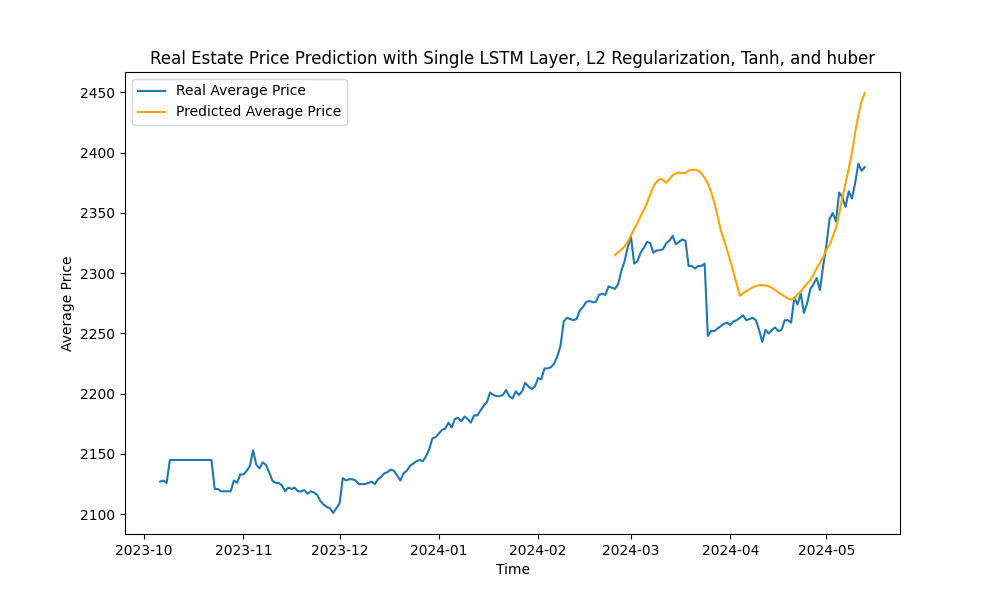 Real Estate Price Prediction with Single LSTM Layer, L2 Regularization, Tanh, and huber
Real Average Price
Predicted Average Price
2450
2400
2350
2300
2250
2200
2150
2100
Average Price
2023-10 2023-11 2023-12 2024-01 2024-02 2024-03 2024-04 2024-05
Time